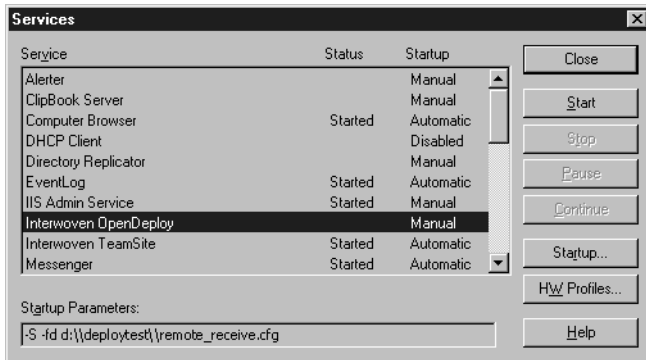 Services
Service Status Startup
Alerter Manual
ClipBook Server Manual
Computer Browser Started Automatic
DHCP Client Disabled
Directory Replicator Manual
EventLog Started Automatic
IIS Admin Service Started Manual
Interwoven OpenDeploy Manual
Interwoven TeamSite Started Automatic
Messenger Started Automatic
Startup Parameters:
-S -fd d:\\deploytest\\remote_receive.cfg
Close
Start
Stop
Pause
Continue
Startup...
HW Profiles...
Help